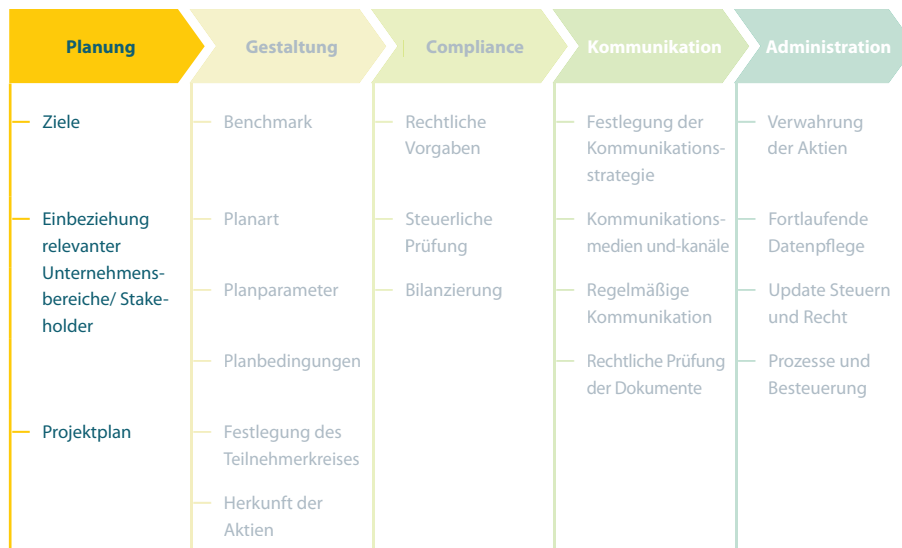 Planung
Gestaltung
Compliance
Kommunikation
Administration
Ziele
Einbeziehung
relevanter
Unternehmens-
bereiche/ Stake-
holder
Projektplan
Benchmark
Planart
Planparameter
Planbedingungen
Festlegung des
Teilnehmerkreises
Herkunft der
Aktien
Rechtliche
Vorgaben
Steuerliche
Prüfung
Bilanzierung
Festlegung der
Kommunikations-
strategie
Kommunikations-
medien und-kanäle
Regelmäßige
Kommunikation
Rechtliche Prüfung
der Dokumente
Verwahrung
der Aktien
Fortlaufende
Datenpflege
Update Steuern
und Recht
Prozesse und
Besteuerung